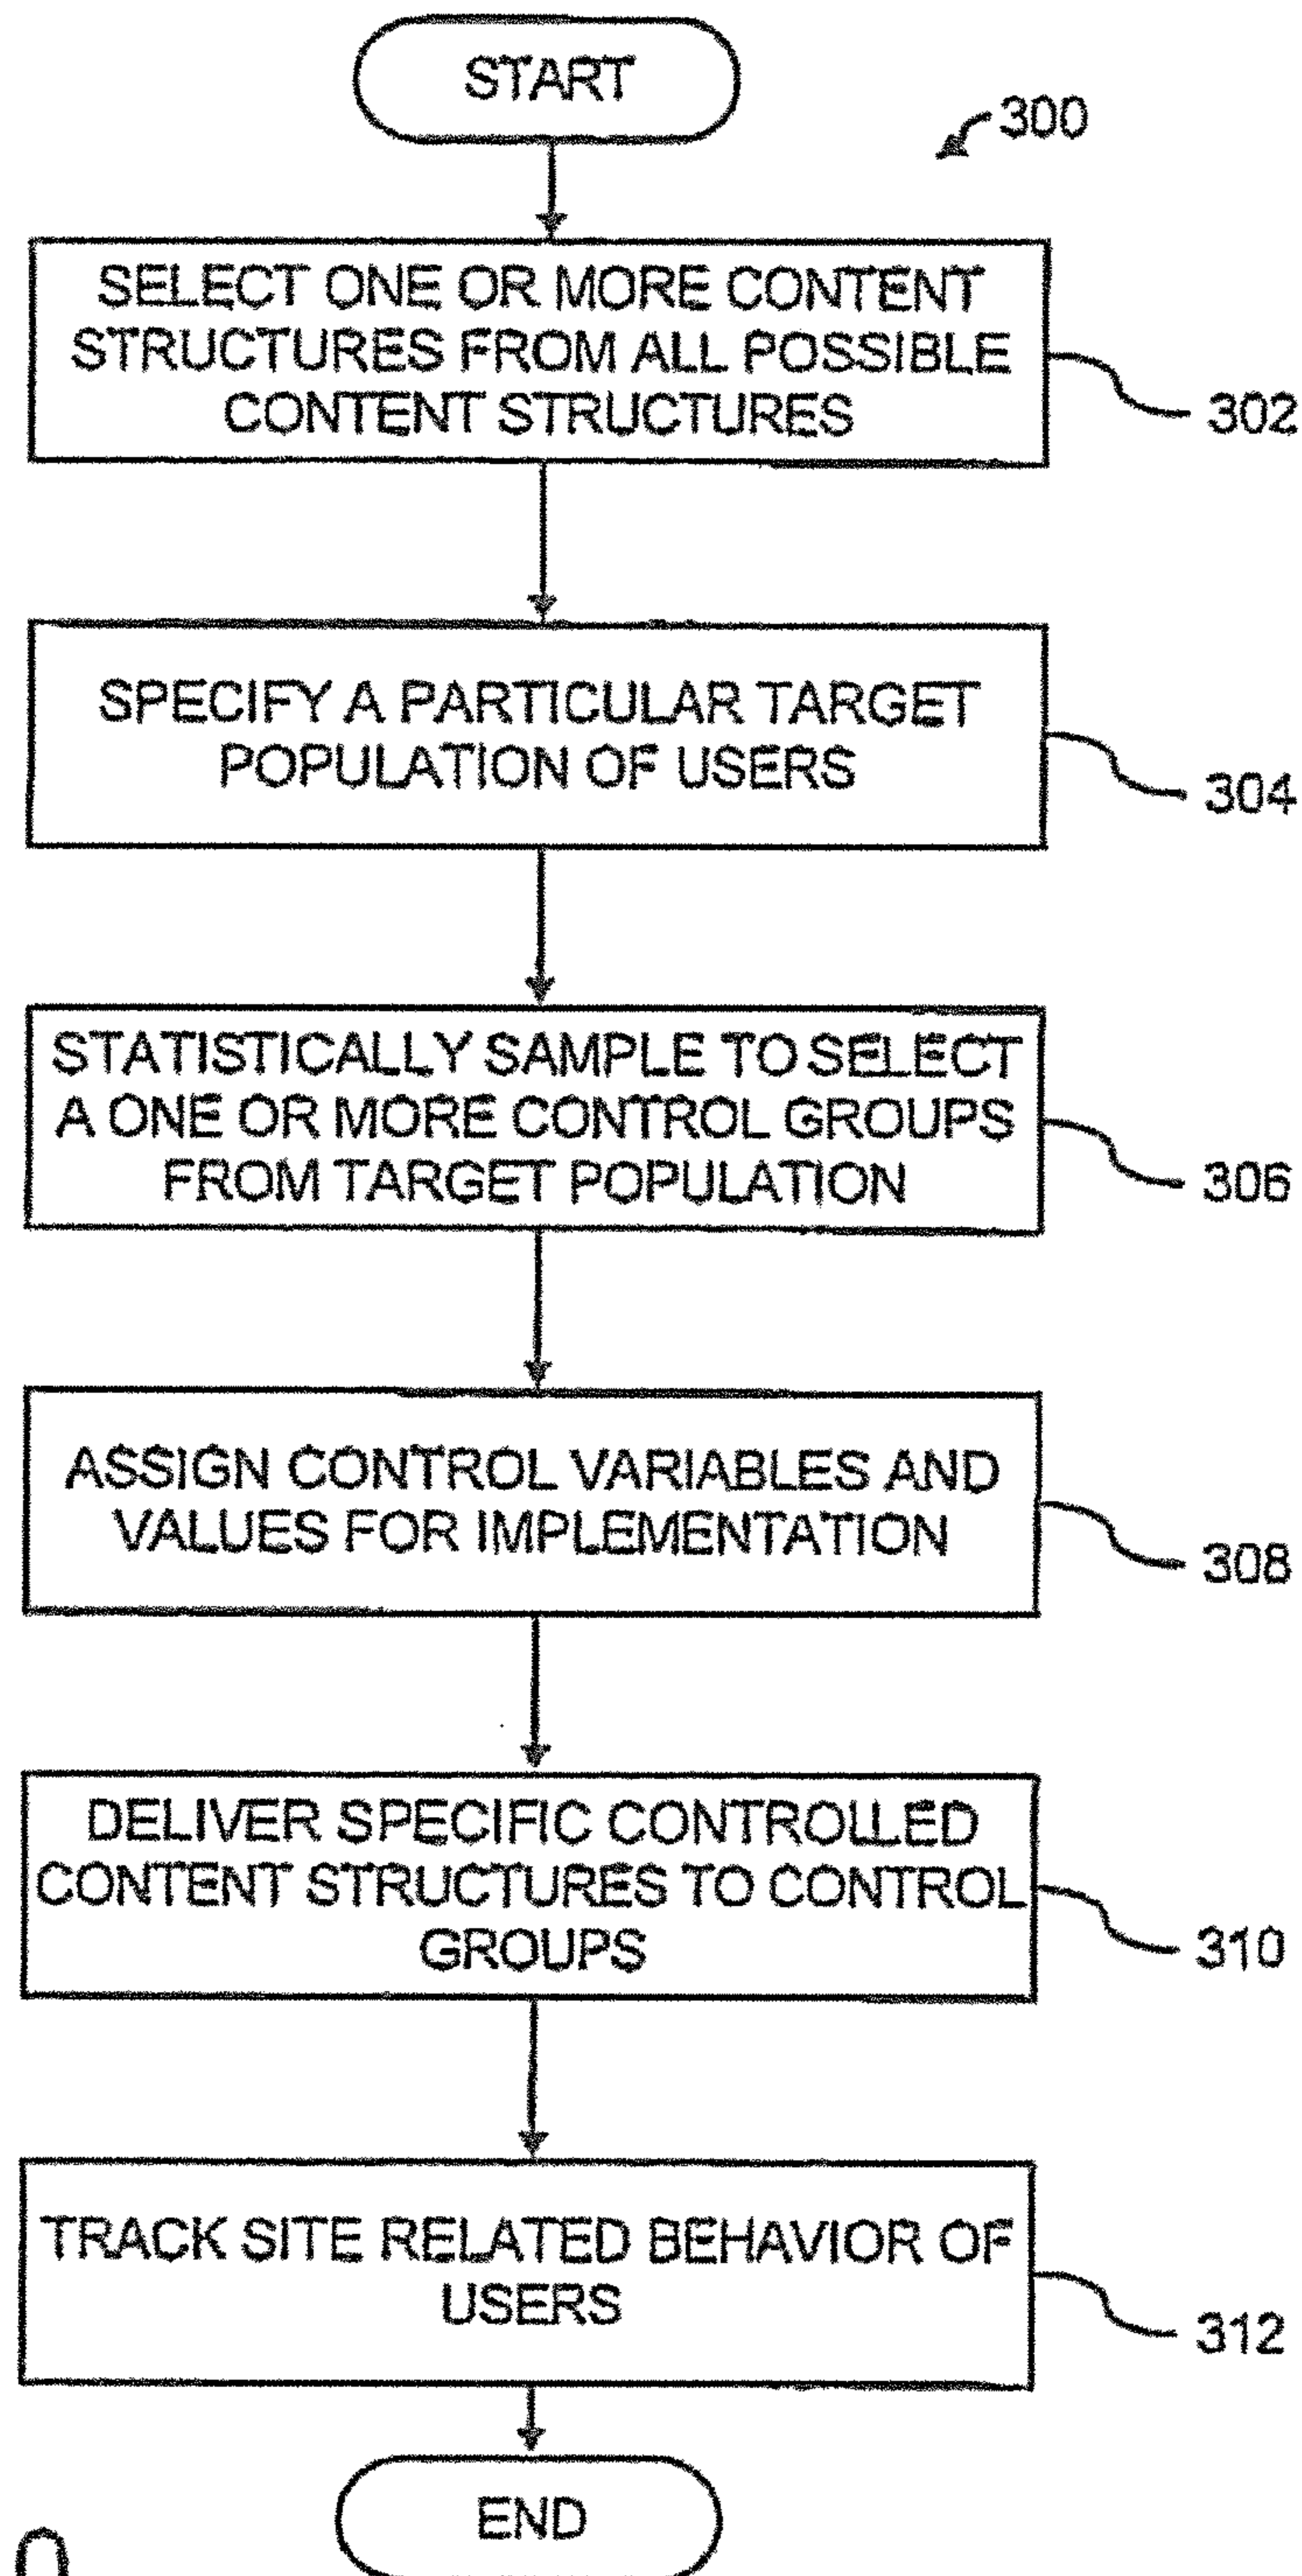 START
300
SELECT ONE OR MORE CONTENT
STRUCTURES FROM ALL POSSIBLE
CONTENT STRUCTURES
302
SPECIFY A PARTICULAR TARGET
POPULATION OF USERS
304
STATISTICALLY SAMPLE TO SELECT
A ONE OR MORE CONTROL GROUPS
FROM TARGET POPULATION
306
ASSIGN CONTROL VARIABLES AND
VALUES FOR IMPLEMENTATION
308
DELIVER SPECIFIC CONTROLLED
CONTENT STRUCTURES TO CONTROL
GROUPS
310
TRACK SITE RELATED BEHAVIOR OF
USERS
312
END